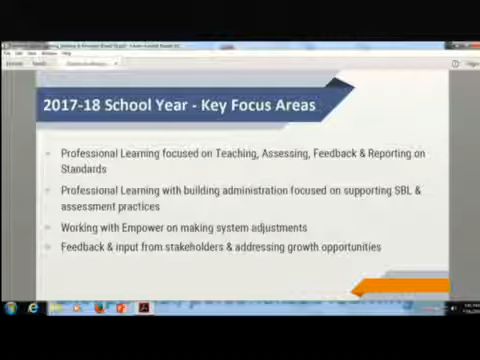 2017-18 School Year - Key Focus Areas
Professional Learning focused on Teaching, Assessing, Feedback & Reporting on
Standards
Professional Learning with building administration focused on supporting SBL &
assessment practices
Working with Empower on making system adjustments
Feedback & input from stakeholders & addressing growth opportunities